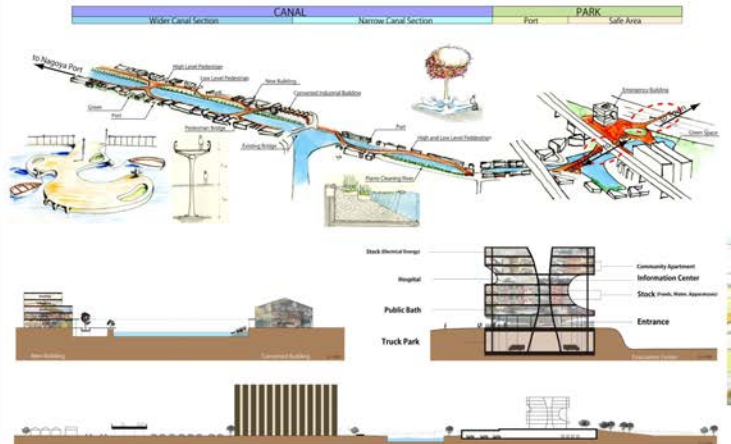 CANAL
PARK
Wider Canal Section
Narrow Canal Section
Port
Safe Area
to Nagoya Port
High Level Pedestrian
Low Level Pedestrian
New Building
Converted Industrial Building
Green
Port
Pedestrian Bridge
Existing Bridge
Port
High and Low Level Peddestrian
Plants Cleaning River
Emergency Building
Green Space
Stock (Electrical Energy)
Hospital
Public Bath
Truck Park
Community Apartment
Information Center
Stock (Foods, Water, Apparatuses)
Entrance
New Building
Converted Building
Evacuation Center